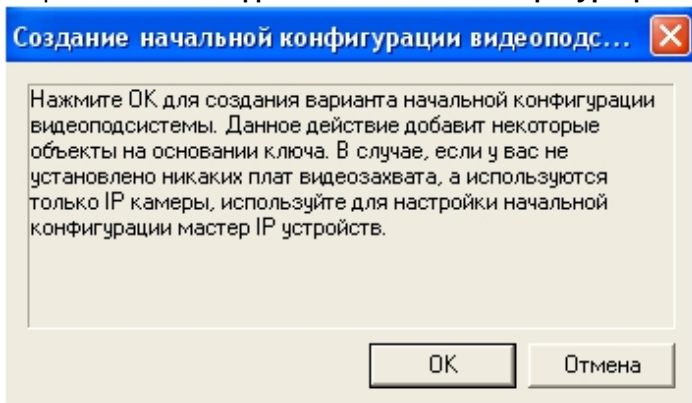 Создание начальной конфигурации видеоподс...
Нажмите ОК для создания варианта начальной конфигурации
видеоподсистемы. Данное действие добавит некоторые
объекты на основании ключа. В случае, если у вас не
установлено никаких плат видеозахвата, а используются
только IP камеры, используйте для настройки начальной
конфигурации мастер IP устройств.
ОК
Отмена